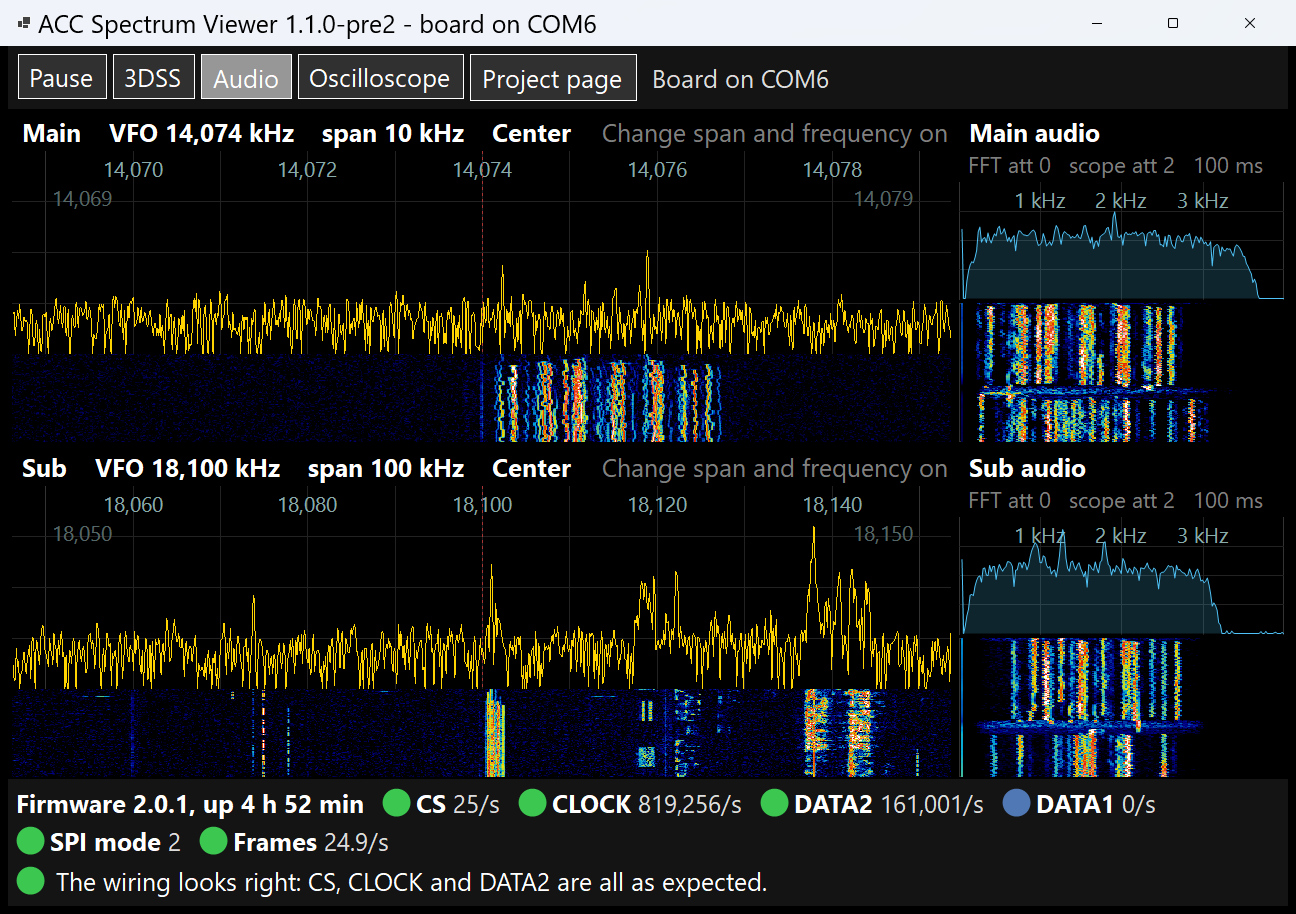 ACC Spectrum Viewer 1.1.0-pre2 - board on COM6
Pause 3DSS Audio Oscilloscope Project page Board on COM6
Main VFO 14,074 kHz span 10 kHz Center Change span and frequency on
14,070 14,072 14,074 14,076 14,078
14,069 14,079
Main audio
FFT att 0 scope att 2 100 ms
1 kHz 2 kHz 3 kHz
Sub VFO 18,100 kHz span 100 kHz Center Change span and frequency on
18,060 18,080 18,100 18,120 18,140
18,050 18,150
Sub audio
FFT att 0 scope att 2 100 ms
1 kHz 2 kHz 3 kHz
Firmware 2.0.1, up 4 h 52 min CS 25/s CLOCK 819,256/s DATA2 161,001/s DATA1 0/s
SPI mode 2 Frames 24.9/s
The wiring looks right: CS, CLOCK and DATA2 are all as expected.